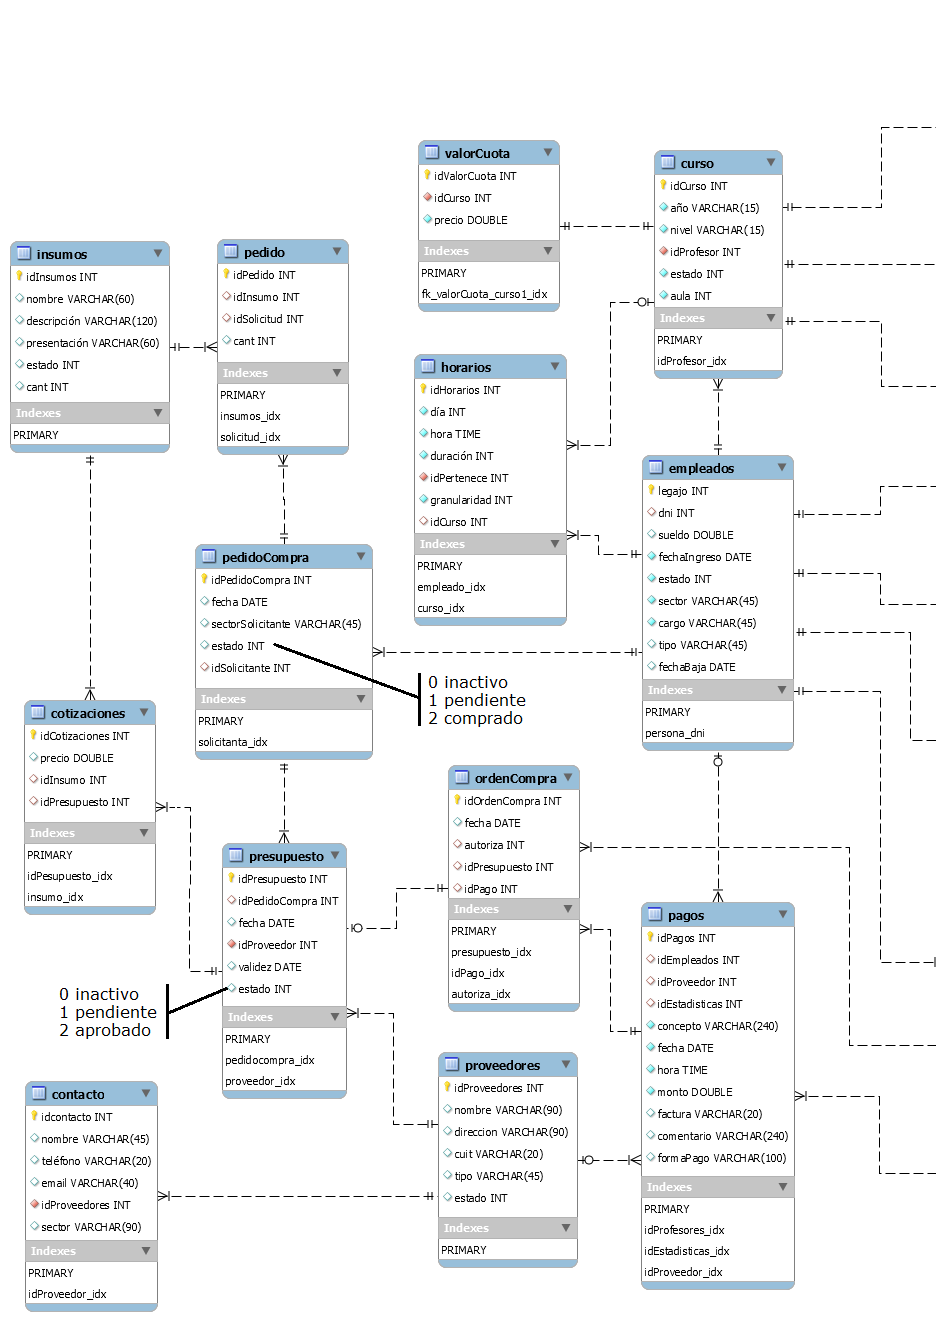 valorCuota
idValorCuota INT
idCurso INT
precio DOUBLE
Indexes
PRIMARY
fk_valorCuota_curso1_idx
curso
idCurso INT
año VARCHAR(15)
nivel VARCHAR(15)
idProfesor INT
estado INT
aula INT
Indexes
PRIMARY
idProfesor_idx
insumos
idInsumos INT
nombre VARCHAR(60)
descripción VARCHAR(120)
presentación VARCHAR(60)
estado INT
cant INT
Indexes
PRIMARY
pedido
idPedido INT
idInsumo INT
idSolicitud INT
cant INT
Indexes
PRIMARY
insumos_idx
solicitud_idx
horarios
idHorarios INT
día INT
hora TIME
duración INT
idPertenece INT
granularidad INT
idCurso INT
Indexes
PRIMARY
empleado_idx
curso_idx
empleados
legajo INT
dni INT
sueldo DOUBLE
fechaIngreso DATE
estado INT
sector VARCHAR(45)
cargo VARCHAR(45)
tipo VARCHAR(45)
fechaBaja DATE
Indexes
PRIMARY
persona_dni
pedidoCompra
idPedidoCompra INT
fecha DATE
sectorSolicitante VARCHAR(45)
estado INT
idSolicitante INT
Indexes
PRIMARY
solicitanta_idx
0 inactivo
1 pendiente
2 comprado
cotizaciones
idCotizaciones INT
precio DOUBLE
idInsumo INT
idPresupuesto INT
Indexes
PRIMARY
idPesupuesto_idx
insumo_idx
ordenCompra
idOrdenCompra INT
fecha DATE
autoriza INT
idPresupuesto INT
idPago INT
Indexes
PRIMARY
presupuesto_idx
idPago_idx
autoriza_idx
presupuesto
idPresupuesto INT
idPedidoCompra INT
fecha DATE
idProveedor INT
validez DATE
estado INT
Indexes
PRIMARY
pedidocompra_idx
proveedor_idx
0 inactivo
1 pendiente
2 aprobado
pagos
idPagos INT
idEmpleados INT
idProveedor INT
idEstadisticas INT
concepto VARCHAR(240)
fecha DATE
hora TIME
monto DOUBLE
factura VARCHAR(20)
comentario VARCHAR(240)
formaPago VARCHAR(100)
Indexes
PRIMARY
idProfesores_idx
idEstadisticas_idx
idProveedor_idx
proveedores
idProveedores INT
nombre VARCHAR(90)
direccion VARCHAR(90)
cuit VARCHAR(20)
tipo VARCHAR(45)
estado INT
Indexes
PRIMARY
contacto
idcontacto INT
nombre VARCHAR(45)
teléfono VARCHAR(20)
email VARCHAR(40)
idProveedores INT
sector VARCHAR(90)
Indexes
PRIMARY
idProveedor_idx